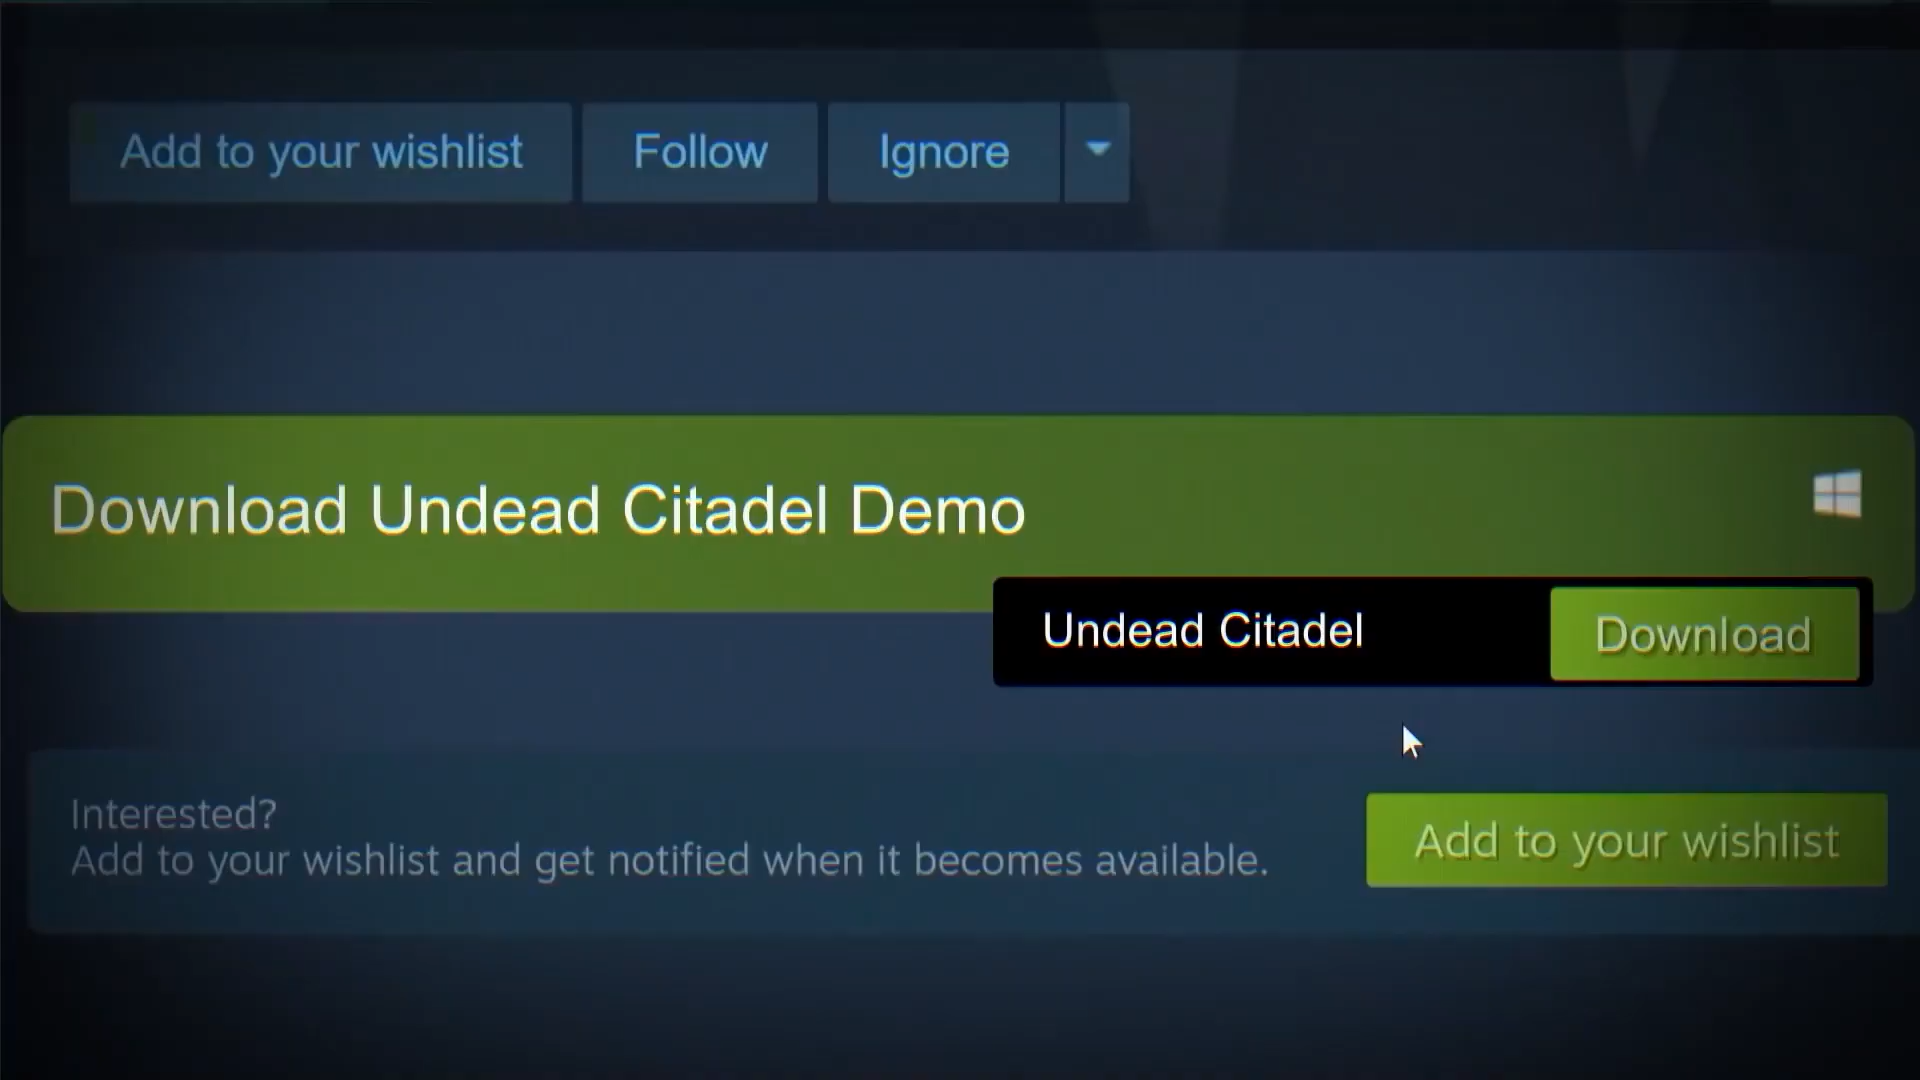 Add to your wishlist
Follow
Ignore
Download Undead Citadel Demo
Undead Citadel
Download
Interested?
Add to your wishlist and get notified when it becomes available.
Add to your wishlist